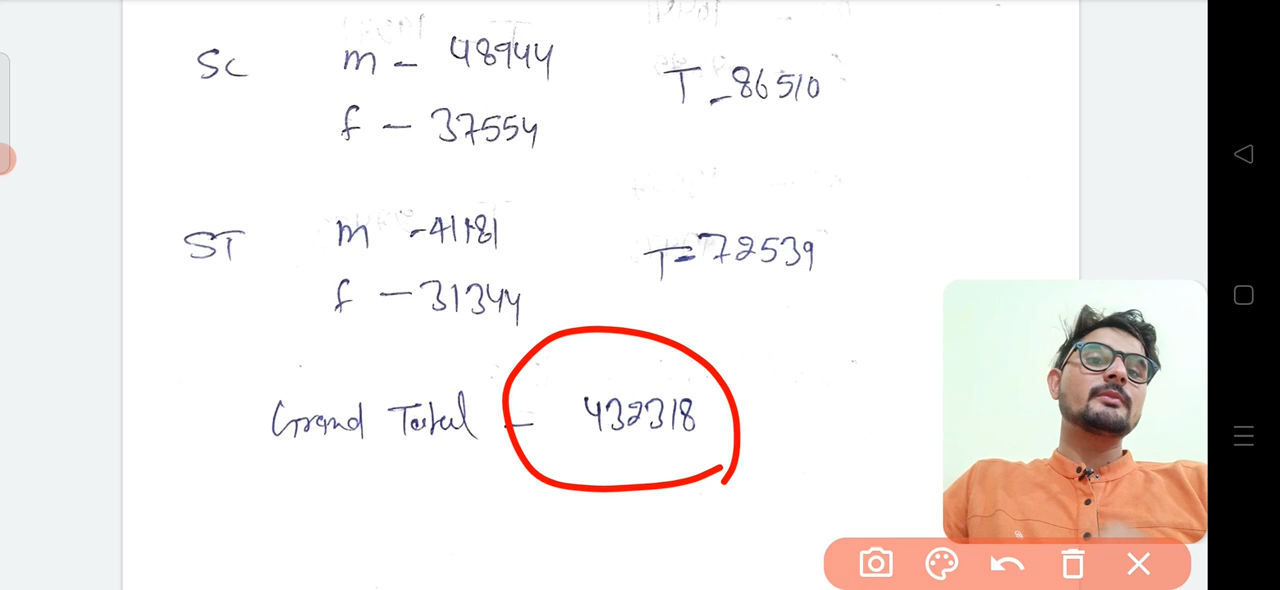 SC m - 48944 T - 86510
f - 37554
ST m - 41181 T = 72539
f - 31344
Grand Total - 432318